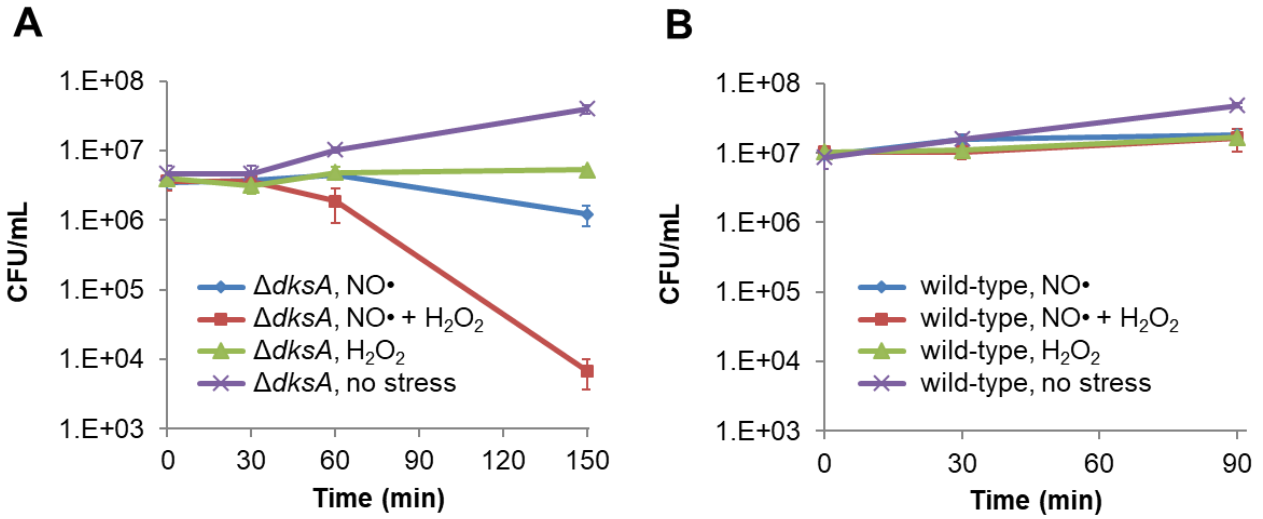 A
B
1.E+08
1.E+07
1.E+06
1.E+05
1.E+04
1.E+03
CFU/mL
ΔdksA, NO•
ΔdksA, NO• + H₂O₂
ΔdksA, H₂O₂
ΔdksA, no stress
0 30 60 90 120 150
Time (min)
1.E+08
1.E+07
1.E+06
1.E+05
1.E+04
1.E+03
CFU/mL
wild-type, NO•
wild-type, NO• + H₂O₂
wild-type, H₂O₂
wild-type, no stress
0 30 60 90
Time (min)